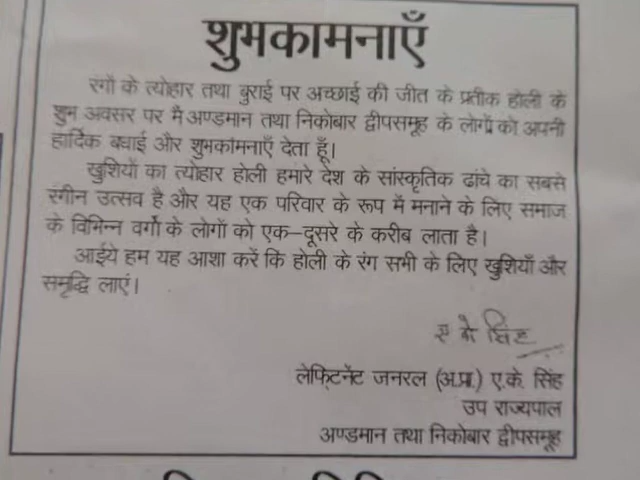 शुभकामनाएँ
रंगों के त्योहार तथा बुराई पर अच्छाई की जीत के प्रतीक होली के
शुभ अवसर पर मैं अण्डमान तथा निकोबार द्वीपसमूह के लोगों को अपनी
हार्दिक बधाई और शुभकामनाएँ देता हूँ।
खुशियों का त्योहार होली हमारे देश के सांस्कृतिक ढांचे का सबसे
रंगीन उत्सव है और यह एक परिवार के रूप में मनाने के लिए समाज
के विभिन्न वर्गो के लोगों को एक–दूसरे के करीब लाता है।
आईये हम यह आशा करें कि होली के रंग सभी के लिए खुशियाँ और
समृद्धि लाएं।
ए के सिंह
लेफ्टिनेंट जनरल (अ.प्रा.) ए.के. सिंह
उप राज्यपाल
अण्डमान तथा निकोबार द्वीपसमूह